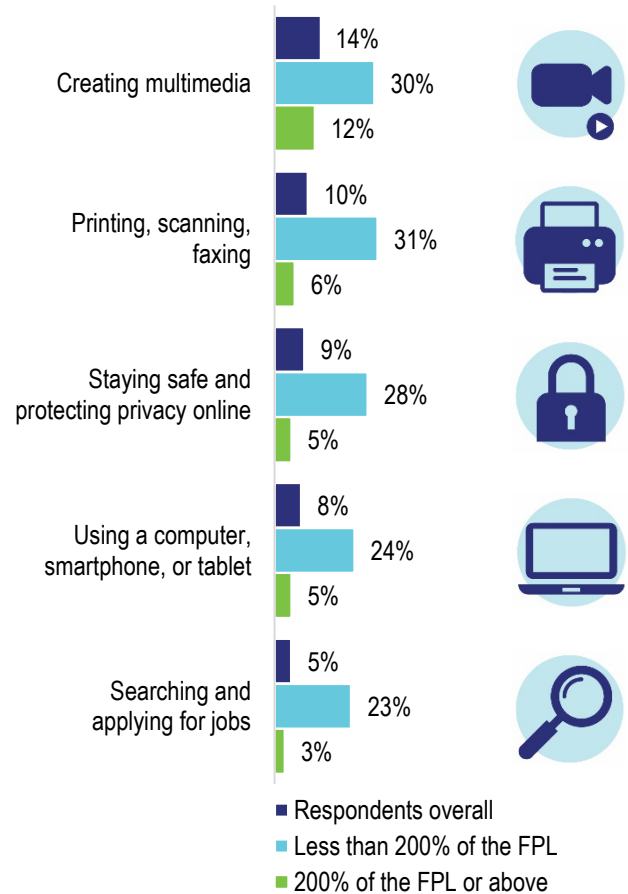 14%
Creating multimedia
30%
12%
10%
Printing, scanning,
faxing
31%
6%
9%
Staying safe and
protecting privacy online
28%
5%
8%
Using a computer,
smartphone, or tablet
24%
5%
5%
Searching and
applying for jobs
23%
3%
Respondents overall
Less than 200% of the FPL
200% of the FPL or above